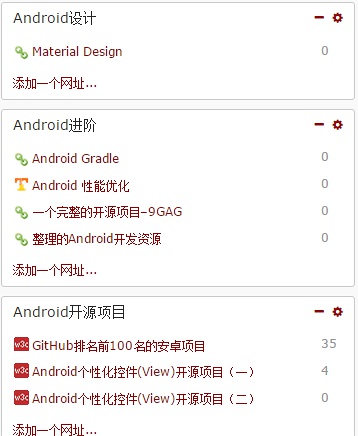 Android设计
Material Design 0
添加一个网址...
Android进阶
Android Gradle 0
Android 性能优化 0
一个完整的开源项目-9GAG 0
整理的Android开发资源 0
添加一个网址...
Android开源项目
w3c GitHub排名前100名的安卓项目 35
w3c Android个性化控件(View)开源项目（一） 4
w3c Android个性化控件(View)开源项目（二） 0
添加一个网址...